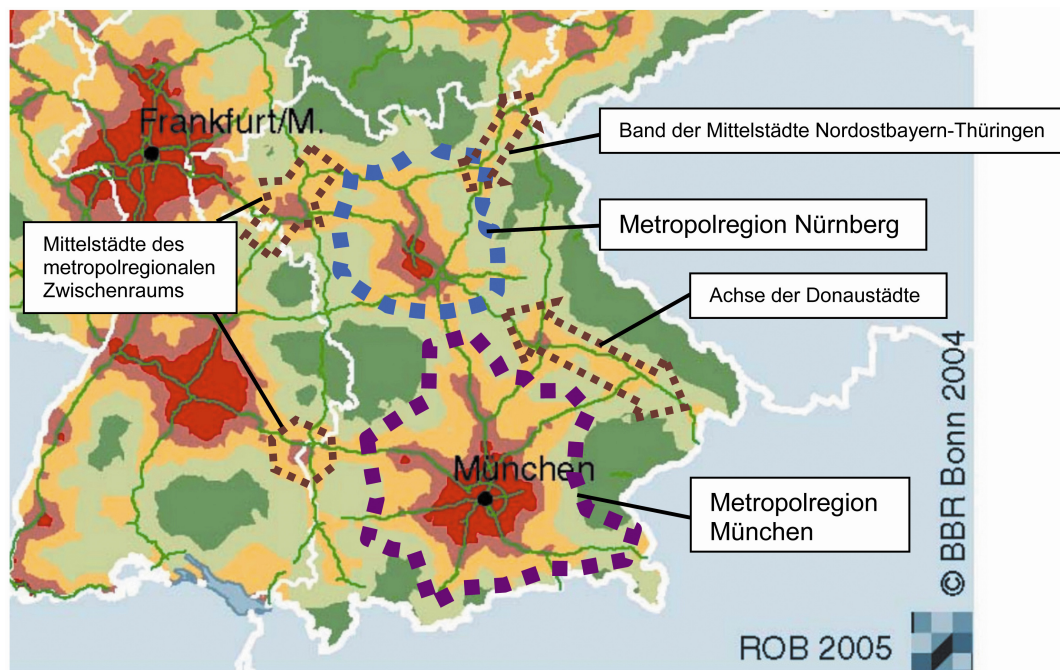 Frankfurt/M.
Band der Mittelstädte Nordostbayern-Thüringen
Metropolregion Nürnberg
Mittelstädte des
metropolregionalen
Zwischenraums
Achse der Donaustädte
München
Metropolregion
München
© BBR Bonn 2004
ROB 2005